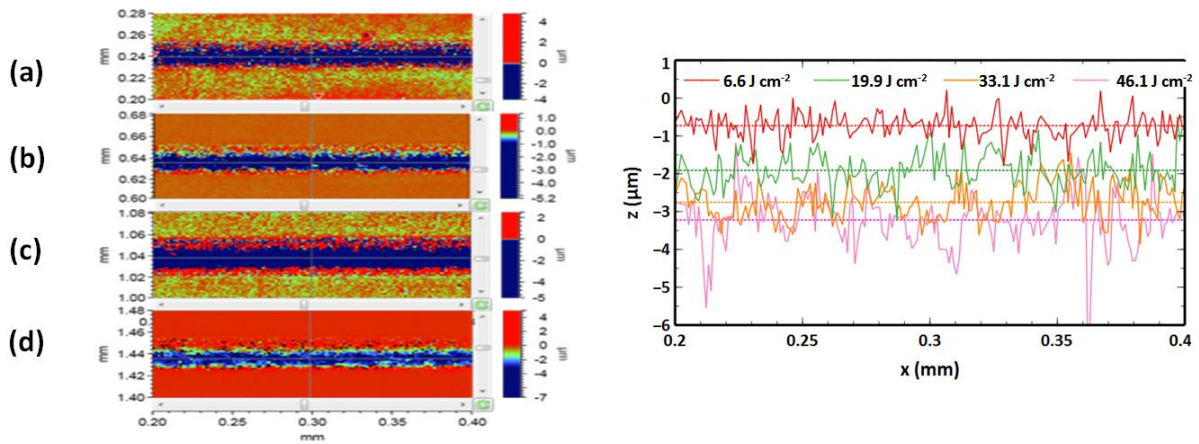 (a)
0.28
0.26
0.24
0.22
0.20
mm
4
2
0
-2
-4
µm
(b)
0.68
0.66
0.64
0.62
0.60
mm
1.0
0.0
-1.0
-2.0
-3.0
-4.0
-5.2
µm
(c)
1.08
1.06
1.04
1.02
1.00
mm
2
0
-2
-4
-5
µm
(d)
1.48
1.46
1.44
1.42
1.40
mm
4
2
0
-2
-4
-7
µm
0.20 0.25 0.30 0.35 0.40
mm
6.6 J cm⁻² 19.9 J cm⁻² 33.1 J cm⁻² 46.1 J cm⁻²
1
0
−1
−2
−3
−4
−5
−6
z (µm)
0.2 0.25 0.3 0.35 0.4
x (mm)